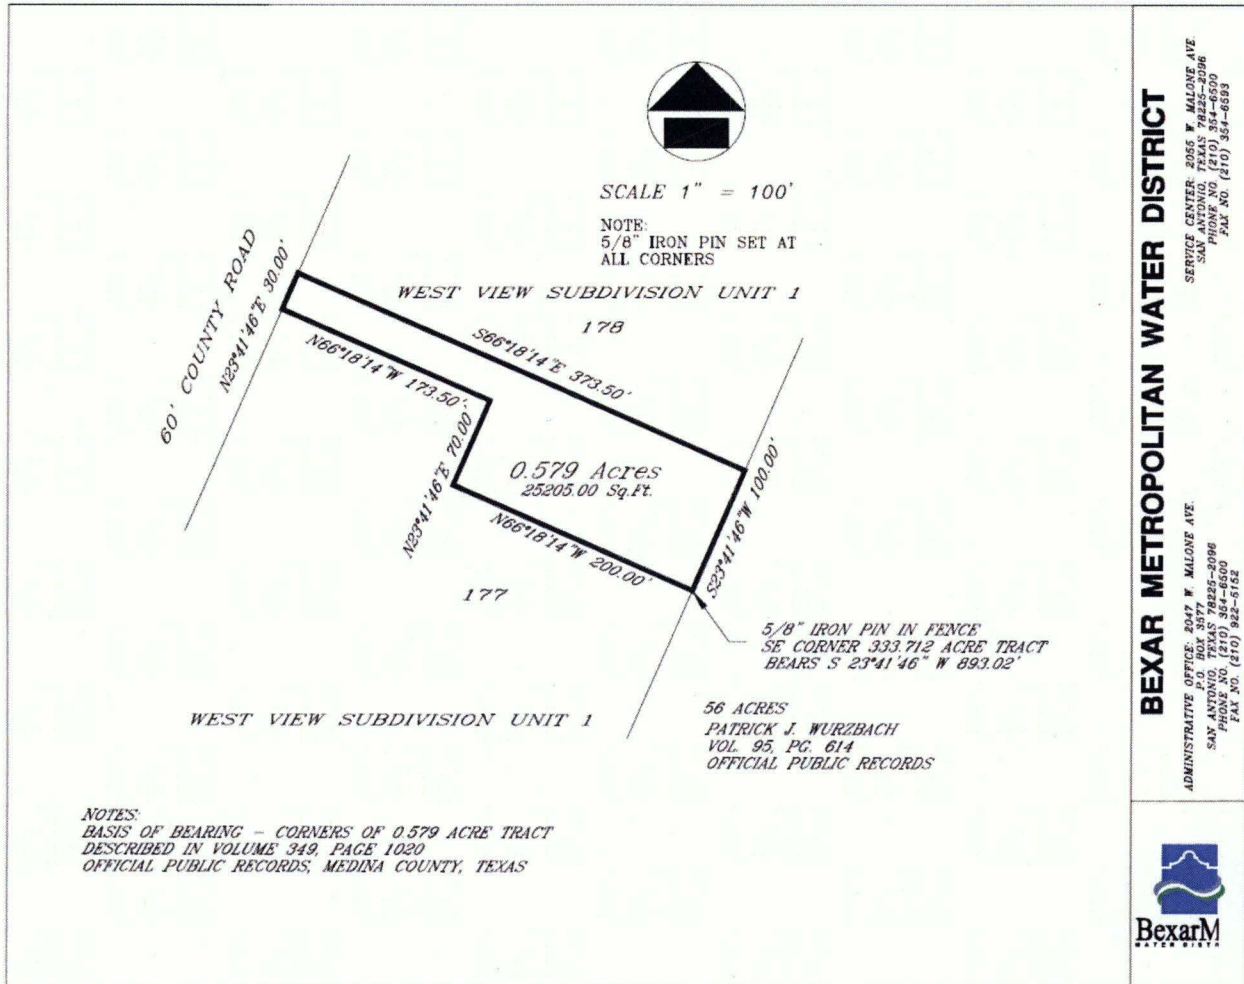 SCALE 1" = 100'
NOTE:
5/8" IRON PIN SET AT
ALL CORNERS
WEST VIEW SUBDIVISION UNIT 1
178
60' COUNTY ROAD
N23°41'46"E 30.00'
S66°18'14"E 373.50'
N66°18'14"W 173.50'
N23°41'46"E 70.00'
0.579 Acres
25205.00 Sq.Ft.
S23°41'46"W 100.00'
N66°18'14"W 200.00'
177
5/8" IRON PIN IN FENCE
SE CORNER 333.712 ACRE TRACT
BEARS S 23°41'46" W 893.02'
WEST VIEW SUBDIVISION UNIT 1
56 ACRES
PATRICK J. WURZBACH
VOL. 95, PG. 614
OFFICIAL PUBLIC RECORDS
NOTES:
BASIS OF BEARING - CORNERS OF 0.579 ACRE TRACT
DESCRIBED IN VOLUME 349, PAGE 1020
OFFICIAL PUBLIC RECORDS, MEDINA COUNTY, TEXAS
BEXAR METROPOLITAN WATER DISTRICT
ADMINISTRATIVE OFFICE: 2047 W. MALONE AVE.
P.O. BOX 3577
SAN ANTONIO, TEXAS 78225-2096
PHONE NO. (210) 354-6500
FAX NO. (210) 922-5152
SERVICE CENTER: 2055 W. MALONE AVE.
SAN ANTONIO, TEXAS 78225-2096
PHONE NO. (210) 354-6500
FAX NO. (210) 354-6593
BexarM
WATER DISTR